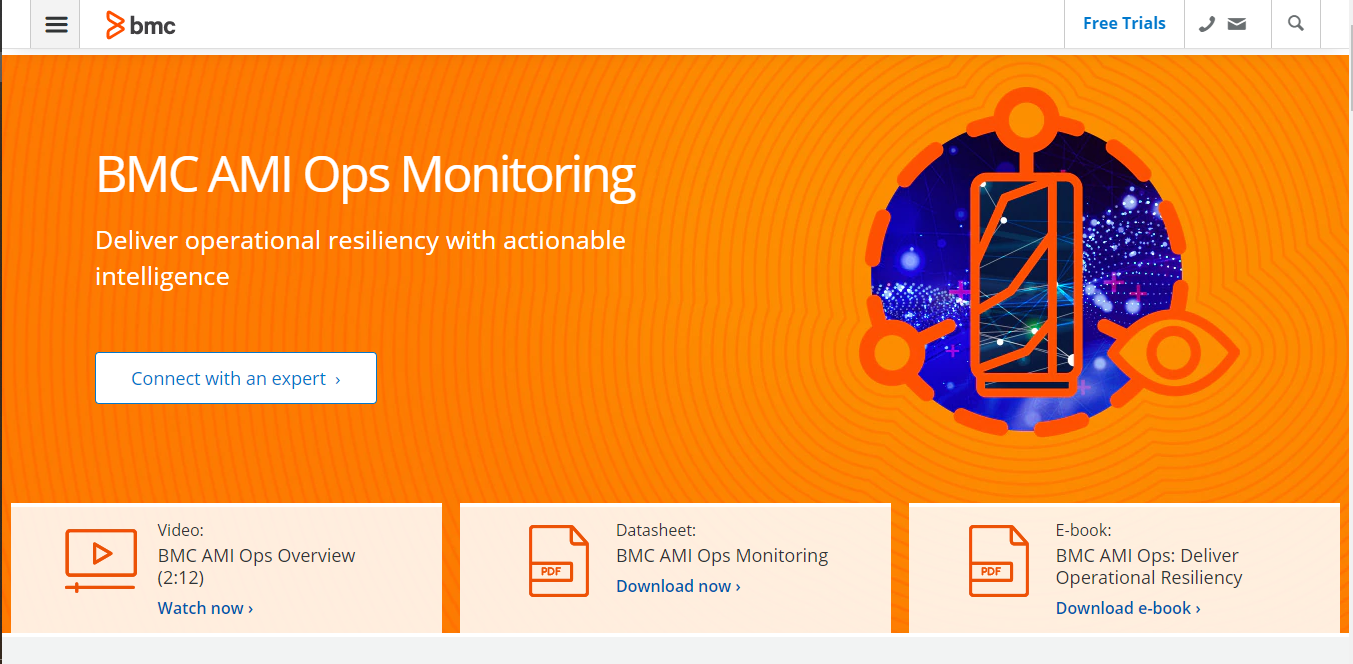 bmc
Free Trials
BMC AMI Ops Monitoring
Deliver operational resiliency with actionable
intelligence
Connect with an expert ›
Video:
BMC AMI Ops Overview
(2:12)
Watch now ›
PDF
Datasheet:
BMC AMI Ops Monitoring
Download now ›
PDF
E-book:
BMC AMI Ops: Deliver
Operational Resiliency
Download e-book ›